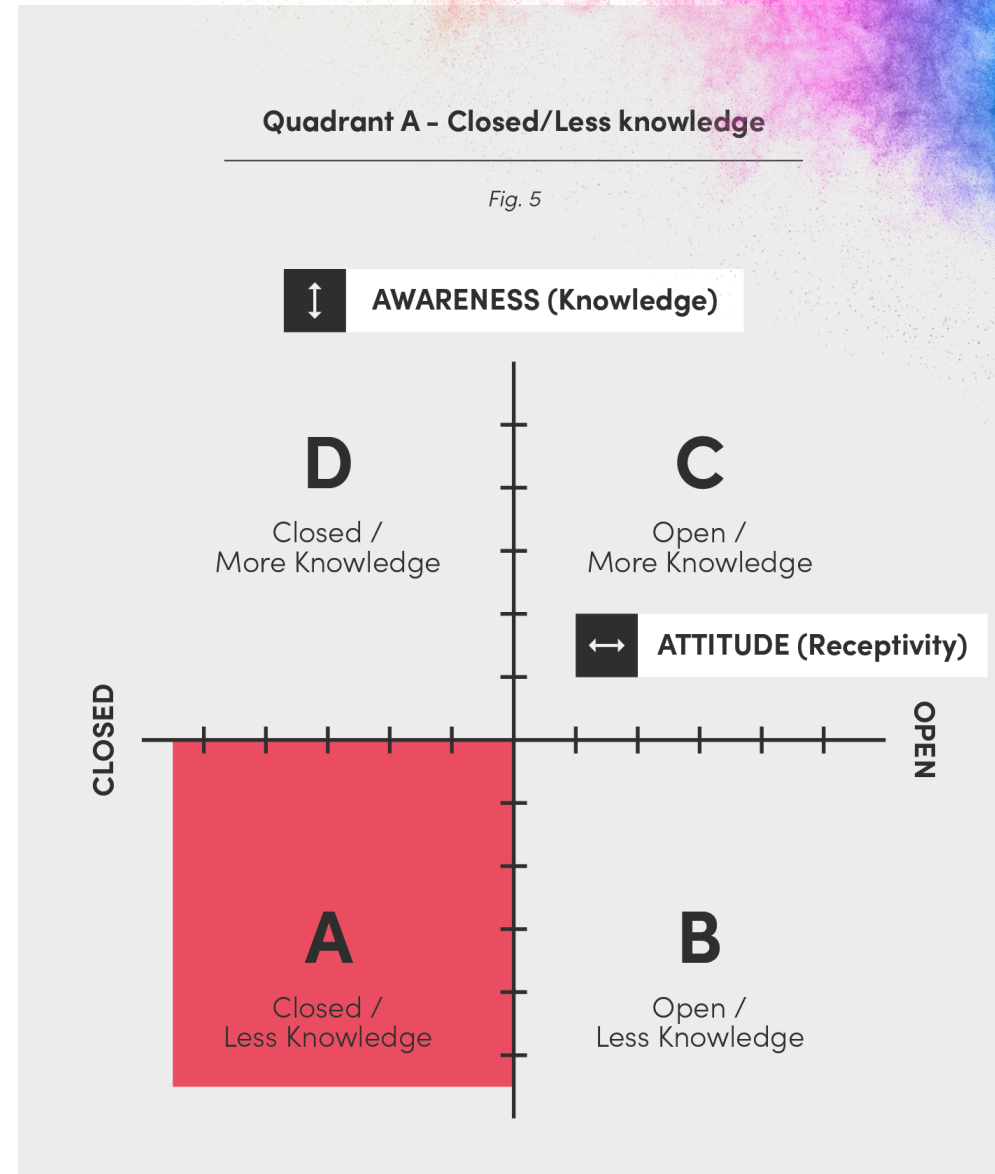 Quadrant A - Closed/Less knowledge
Fig. 5
AWARENESS (Knowledge)
D
Closed /
More Knowledge
C
Open /
More Knowledge
ATTITUDE (Receptivity)
CLOSED
OPEN
A
Closed /
Less Knowledge
B
Open /
Less Knowledge